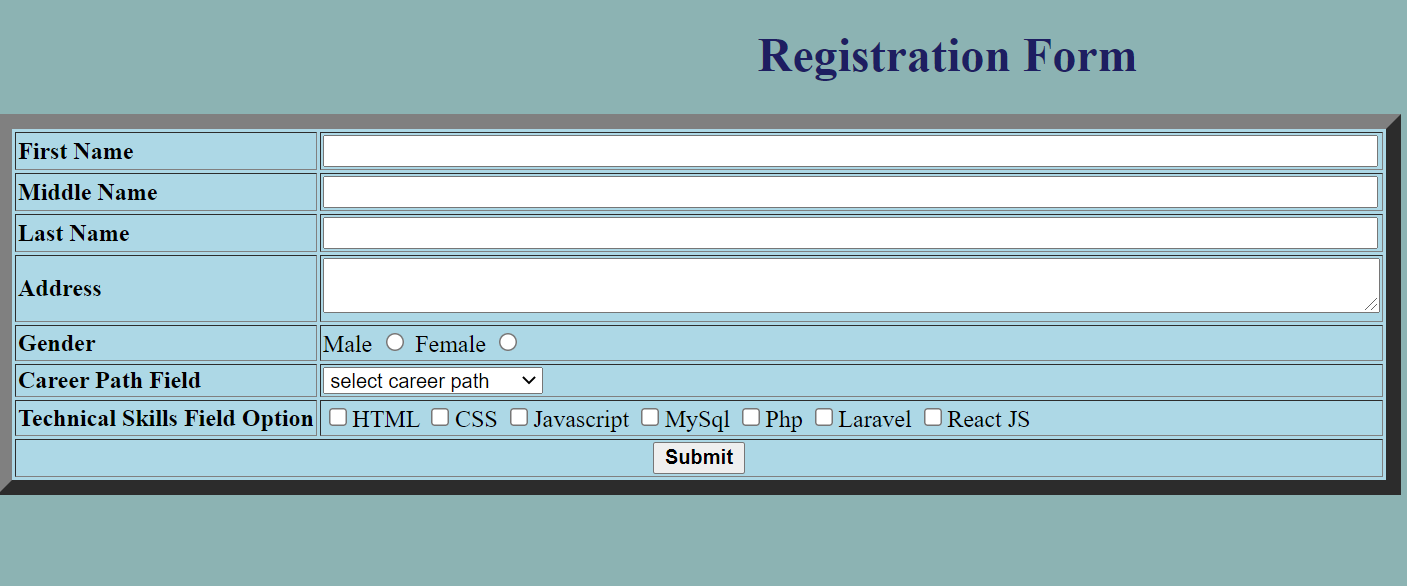 Registration Form
First Name
Middle Name
Last Name
Address
Gender Male Female
Career Path Field select career path
Technical Skills Field Option HTML CSS Javascript MySql Php Laravel React JS
Submit